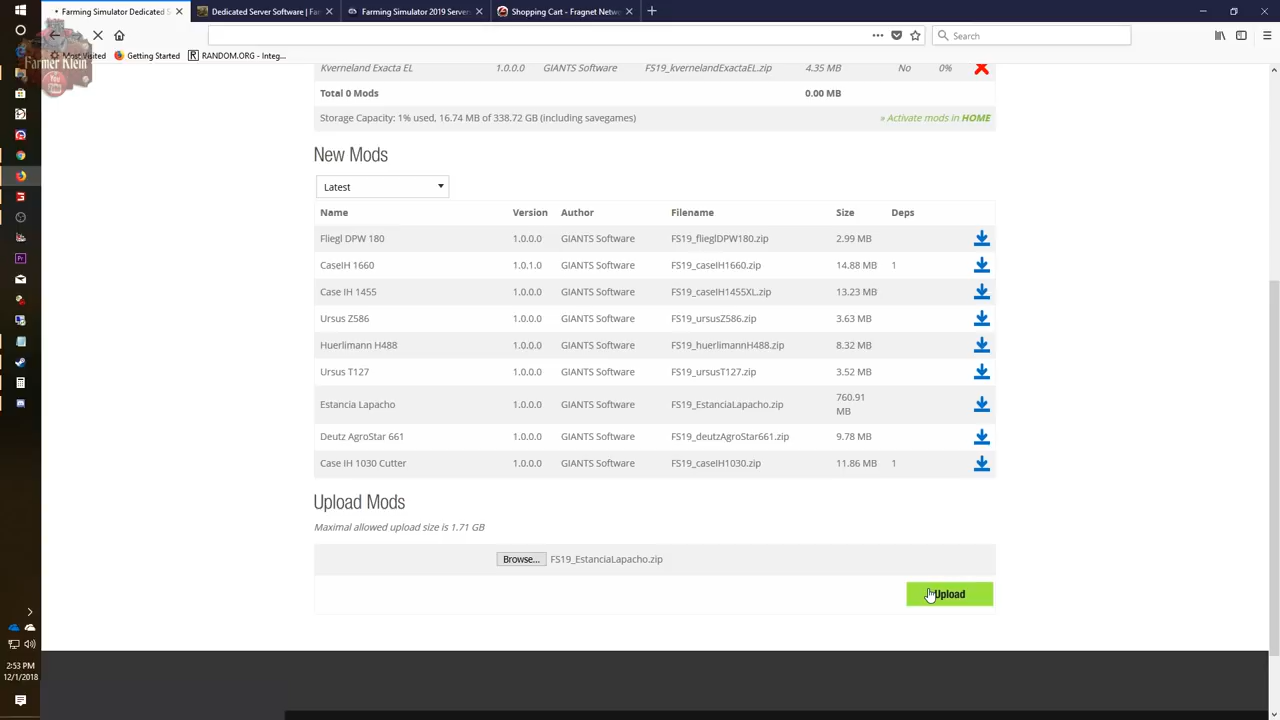 Farming Simulator Dedicated S
Dedicated Server Software | Far
Farming Simulator 2019 Servers
Shopping Cart - Fragnet Netwo
Search
Most Visited
Getting Started
RANDOM.ORG - Integ...
Farmer Klein
You Tube
Kverneland Exacta EL 1.0.0.0 GIANTS Software FS19_kvernelandExactaEL.zip 4.35 MB No 0%
Total 0 Mods 0.00 MB
Storage Capacity: 1% used, 16.74 MB of 338.72 GB (including savegames) » Activate mods in HOME
New Mods
Latest
Name Version Author Filename Size Deps
Fliegl DPW 180 1.0.0.0 GIANTS Software FS19_flieglDPW180.zip 2.99 MB
CaseIH 1660 1.0.1.0 GIANTS Software FS19_caseIH1660.zip 14.88 MB 1
Case IH 1455 1.0.0.0 GIANTS Software FS19_caseIH1455XL.zip 13.23 MB
Ursus Z586 1.0.0.0 GIANTS Software FS19_ursusZ586.zip 3.63 MB
Huerlimann H488 1.0.0.0 GIANTS Software FS19_huerlimannH488.zip 8.32 MB
Ursus T127 1.0.0.0 GIANTS Software FS19_ursusT127.zip 3.52 MB
Estancia Lapacho 1.0.0.0 GIANTS Software FS19_EstanciaLapacho.zip 760.91
MB
Deutz AgroStar 661 1.0.0.0 GIANTS Software FS19_deutzAgroStar661.zip 9.78 MB
Case IH 1030 Cutter 1.0.0.0 GIANTS Software FS19_caseIH1030.zip 11.86 MB 1
Upload Mods
Maximal allowed upload size is 1.71 GB
Browse... FS19_EstanciaLapacho.zip
Upload
2:53 PM
12/1/2018